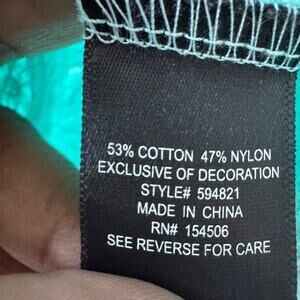 53% COTTON 47% NYLON
EXCLUSIVE OF DECORATION
STYLE# 594821
MADE IN CHINA
RN# 154506
SEE REVERSE FOR CARE